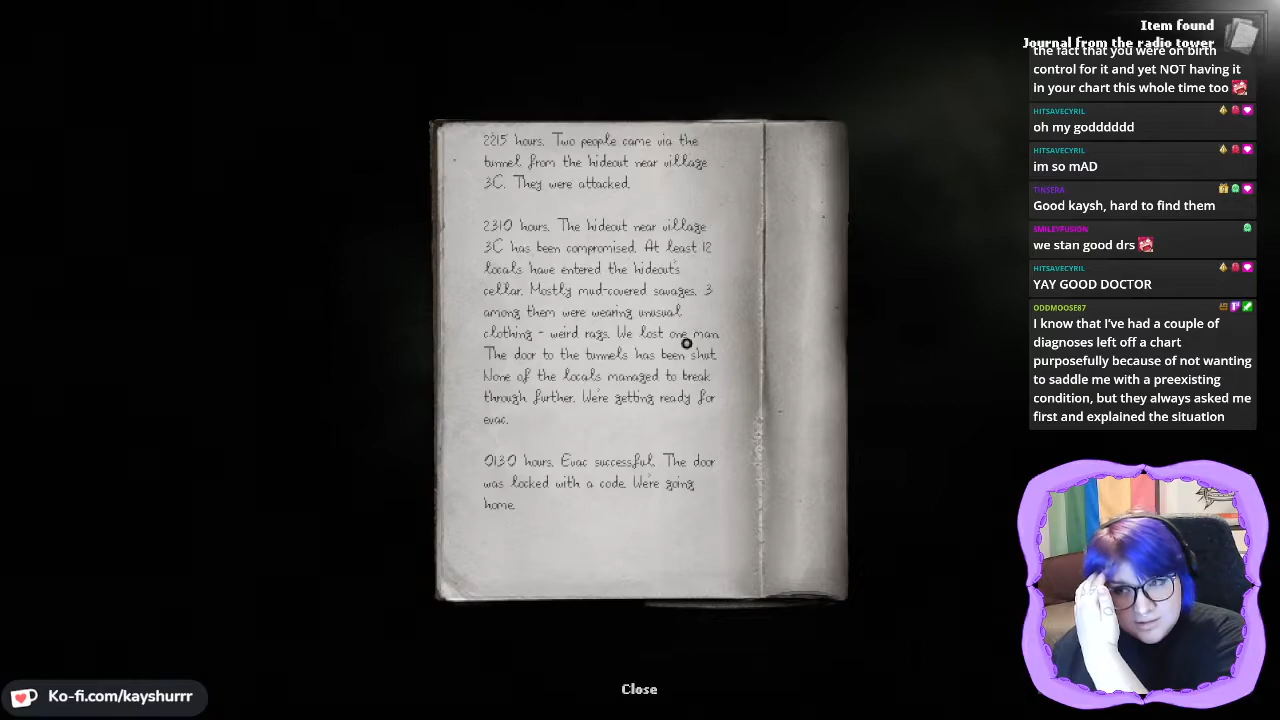 Item found
Journal from the radio tower
2215 hours. Two people came via the
tunnel from the hideout near village
3C. They were attacked.
2310 hours. The hideout near village
3C has been compromised. At least 12
locals have entered the hideout's
cellar. Mostly mud-covered savages. 3
among them were wearing unusual
clothing - weird rags. We lost one man.
The door to the tunnels has been shut.
None of the locals managed to break
through further. We're getting ready for
evac.
0130 hours. Evac successful. The door
was locked with a code. We're going
home.
Close
the fact that you were on birth
control for it and yet NOT having it
in your chart this whole time too
HITSAVECYRIL
oh my godddddd
HITSAVECYRIL
im so mAD
TINSERA
Good kaysh, hard to find them
SMILEYFUSION
we stan good drs
HITSAVECYRIL
YAY GOOD DOCTOR
ODDMOOSE87
I know that I've had a couple of
diagnoses left off of a chart
purposefully because of not wanting
to saddle me with a preexisting
condition, but they always asked me
first and explained the situation
Ko-fi.com/kayshurrr